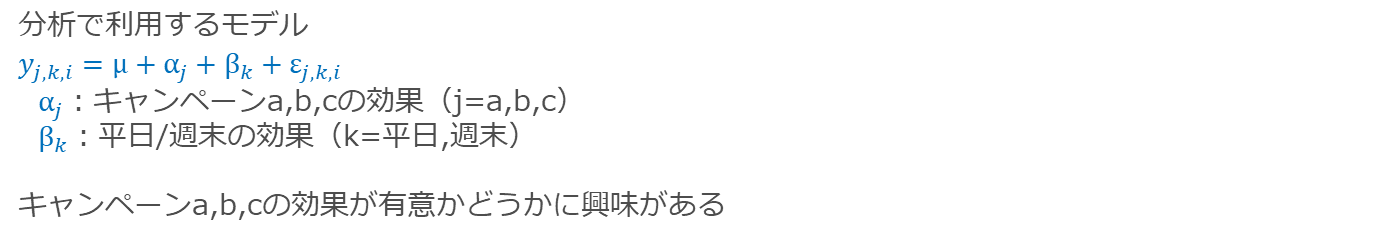 分析で利用するモデル
y_{j,k,i} = μ + α_j + β_k + ε_{j,k,i}
α_j：キャンペーンa,b,cの効果（j=a,b,c）
β_k：平日/週末の効果（k=平日,週末）
キャンペーンa,b,cの効果が有意かどうかに興味がある